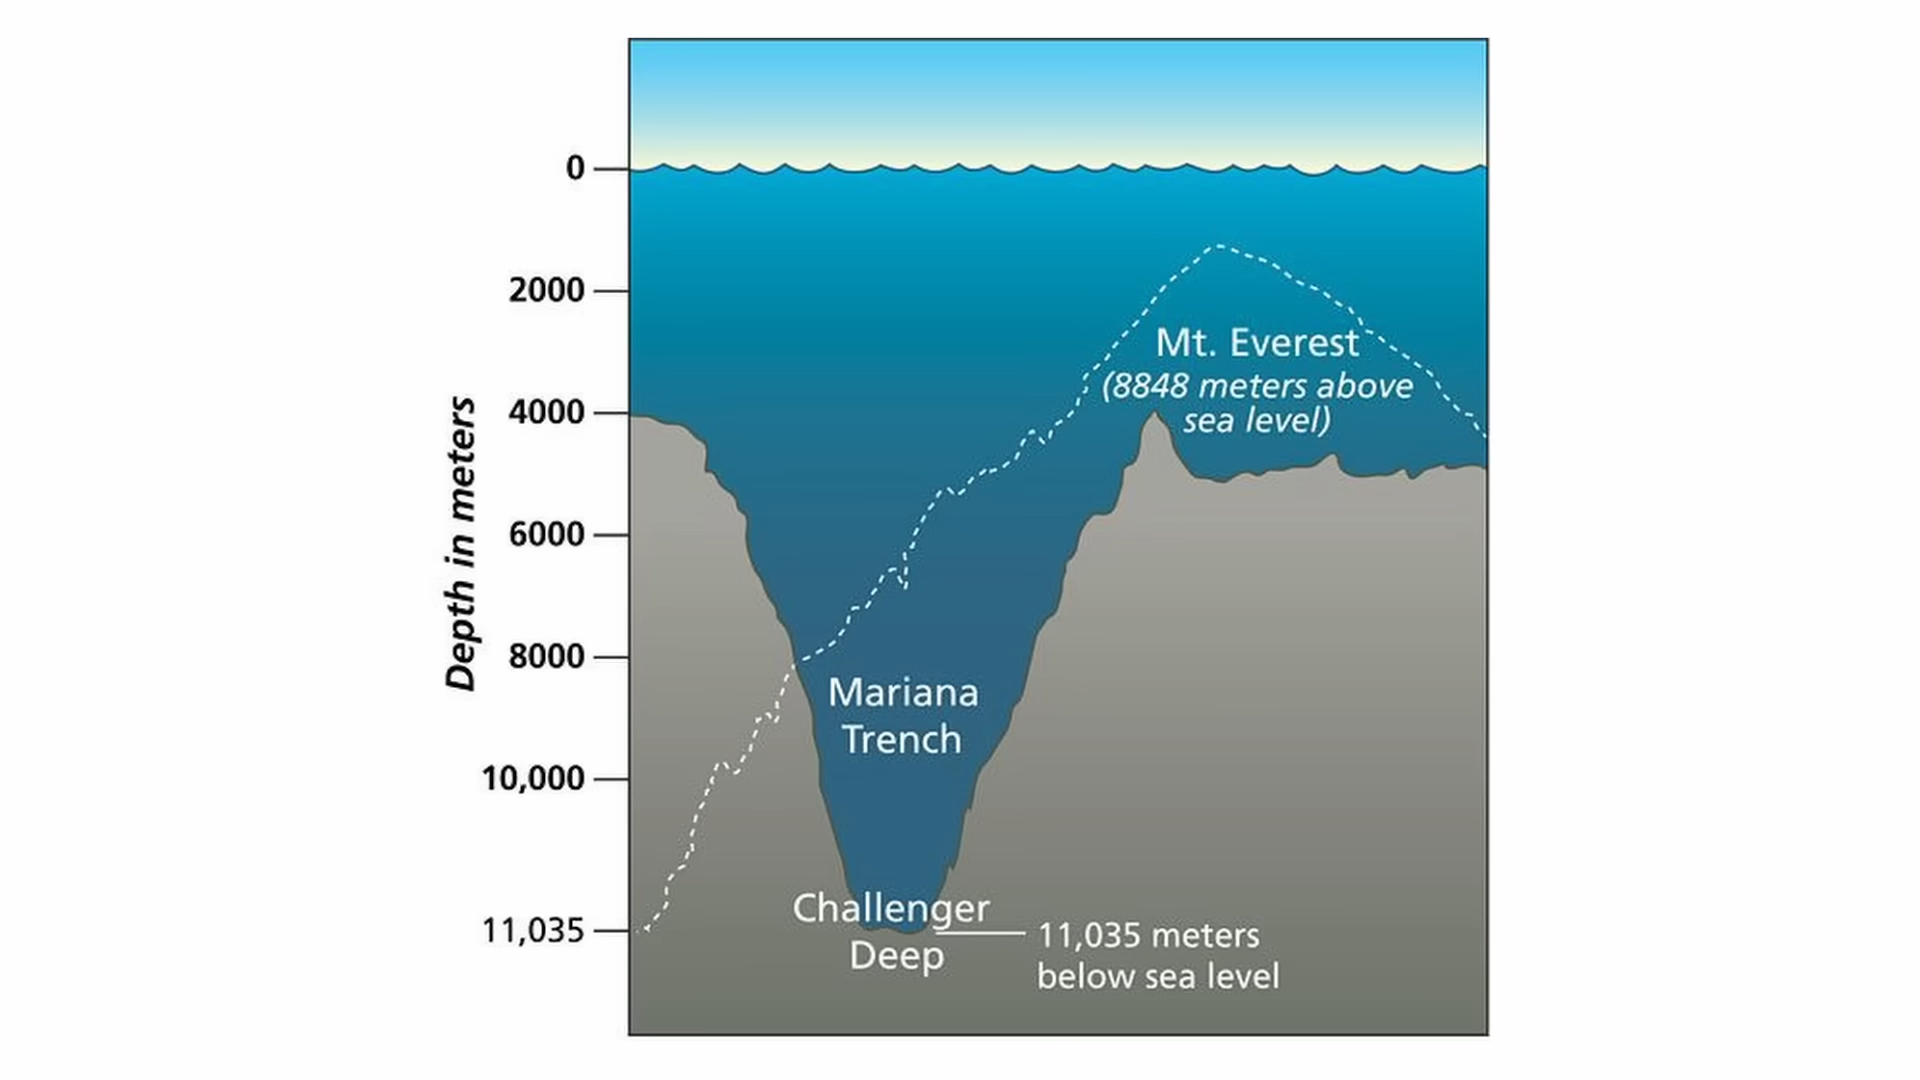 0
2000
4000
6000
8000
10,000
11,035
Depth in meters
Mt. Everest
(8848 meters above
sea level)
Mariana
Trench
Challenger
Deep
11,035 meters
below sea level